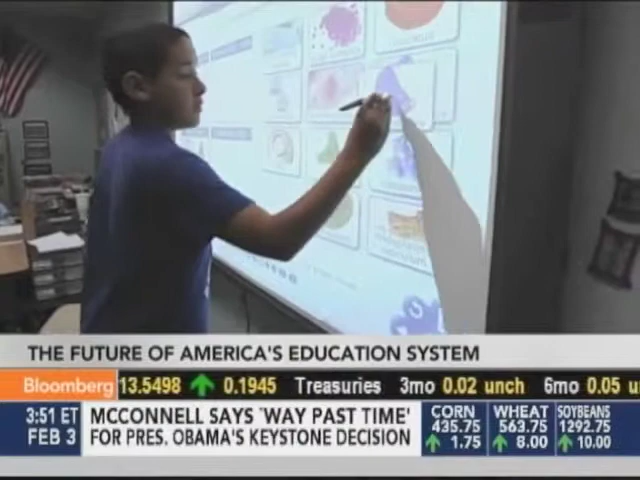 THE FUTURE OF AMERICA'S EDUCATION SYSTEM
Bloomberg 13.5498 0.1945 Treasuries 3mo 0.02 unch 6mo 0.05
3:51 ET
FEB 3
MCCONNELL SAYS 'WAY PAST TIME'
FOR PRES. OBAMA'S KEYSTONE DECISION
CORN
435.75
1.75
WHEAT
563.75
8.00
SOYBEANS
1292.75
10.00